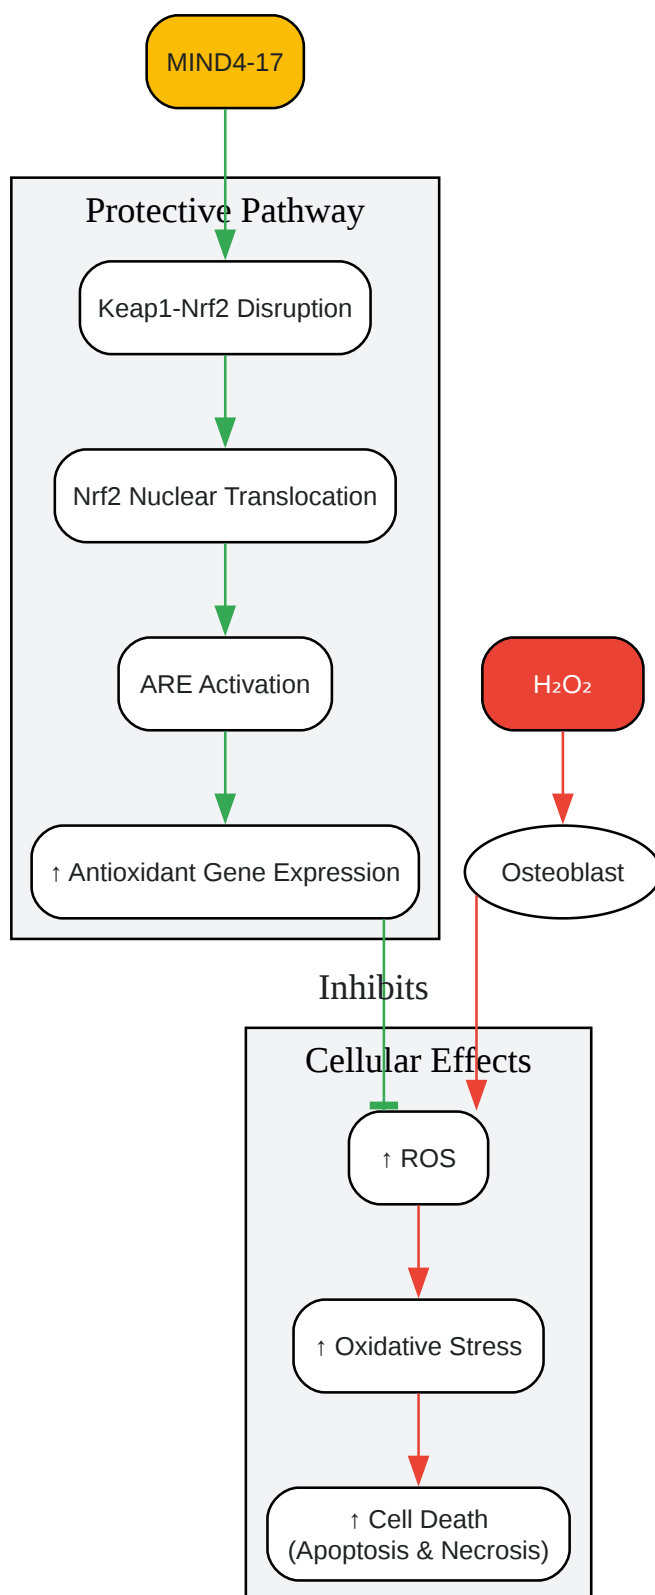 MIND4-17
Protective Pathway
Keap1-Nrf2 Disruption
Nrf2 Nuclear Translocation
ARE Activation
H₂O₂
↑ Antioxidant Gene Expression
Osteoblast
Inhibits
Cellular Effects
↑ ROS
↑ Oxidative Stress
↑ Cell Death
(Apoptosis & Necrosis)